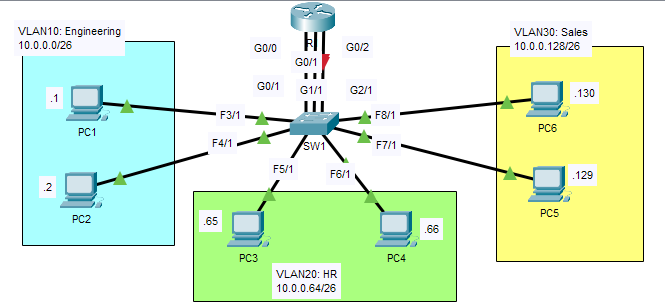 VLAN10: Engineering
10.0.0.0/26
G0/0
R
G0/2
G0/1
G0/1
G1/1
G2/1
VLAN30: Sales
10.0.0.128/26
.1
PC1
F3/1
F8/1
.130
PC6
SW1
F4/1
F7/1
.2
PC2
F5/1
F6/1
.129
PC5
.65
PC3
.66
PC4
VLAN20: HR
10.0.0.64/26